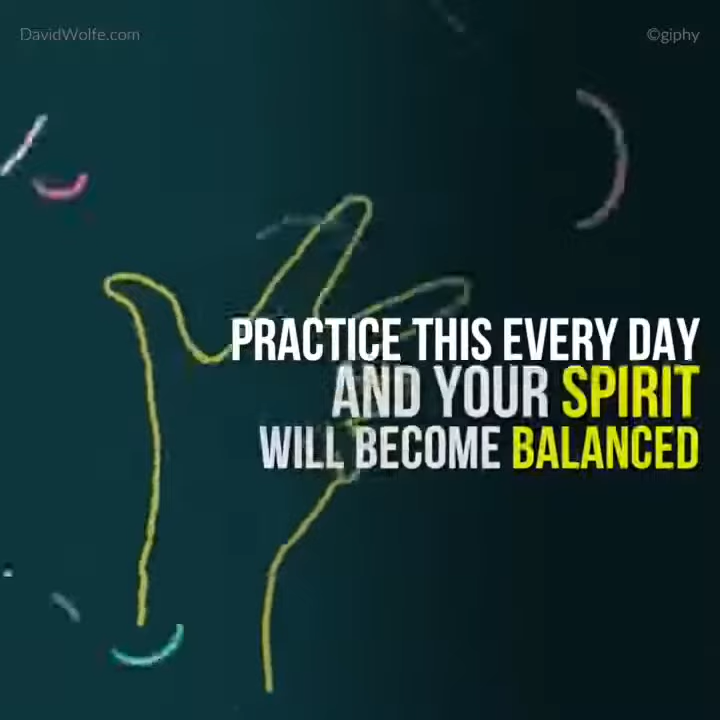 DavidWolfe.com
©giphy
PRACTICE THIS EVERY DAY
AND YOUR SPIRIT
WILL BECOME BALANCED